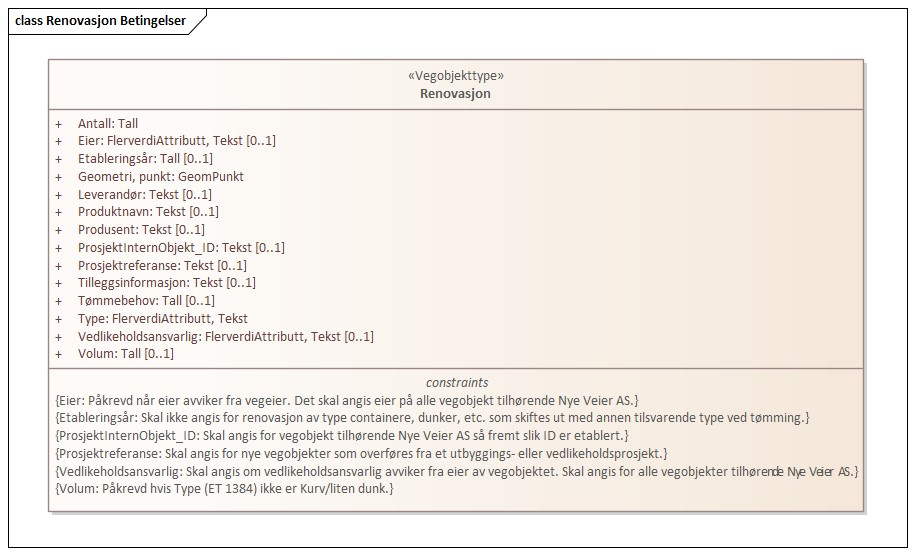 class Renovasjon Betingelser
«Vegobjekttype»
Renovasjon
+ Antall: Tall
+ Eier: FlerverdiAttributt, Tekst [0..1]
+ Etableringsår: Tall [0..1]
+ Geometri, punkt: GeomPunkt
+ Leverandør: Tekst [0..1]
+ Produktnavn: Tekst [0..1]
+ Produsent: Tekst [0..1]
+ ProsjektInternObjekt_ID: Tekst [0..1]
+ Prosjektreferanse: Tekst [0..1]
+ Tilleggsinformasjon: Tekst [0..1]
+ Tømmebehov: Tall [0..1]
+ Type: FlerverdiAttributt, Tekst
+ Vedlikeholdsansvarlig: FlerverdiAttributt, Tekst [0..1]
+ Volum: Tall [0..1]
constraints
{Eier: Påkrevd når eier avviker fra vegeier. Det skal angis eier på alle vegobjekt tilhørende Nye Veier AS.}
{Etableringsår: Skal ikke angis for renovasjon av type containere, dunker, etc. som skiftes ut med annen tilsvarende type ved tømming.}
{ProsjektInternObjekt_ID: Skal angis for vegobjekt tilhørende Nye Veier AS så fremt slik ID er etablert.}
{Prosjektreferanse: Skal angis for nye vegobjekter som overføres fra et utbyggings- eller vedlikeholdsprosjekt.}
{Vedlikeholdsansvarlig: Skal angis om vedlikeholdsansvarlig avviker fra eier av vegobjektet. Skal angis for alle vegobjekter tilhørende Nye Veier AS.}
{Volum: Påkrevd hvis Type (ET 1384) ikke er Kurv/liten dunk.}